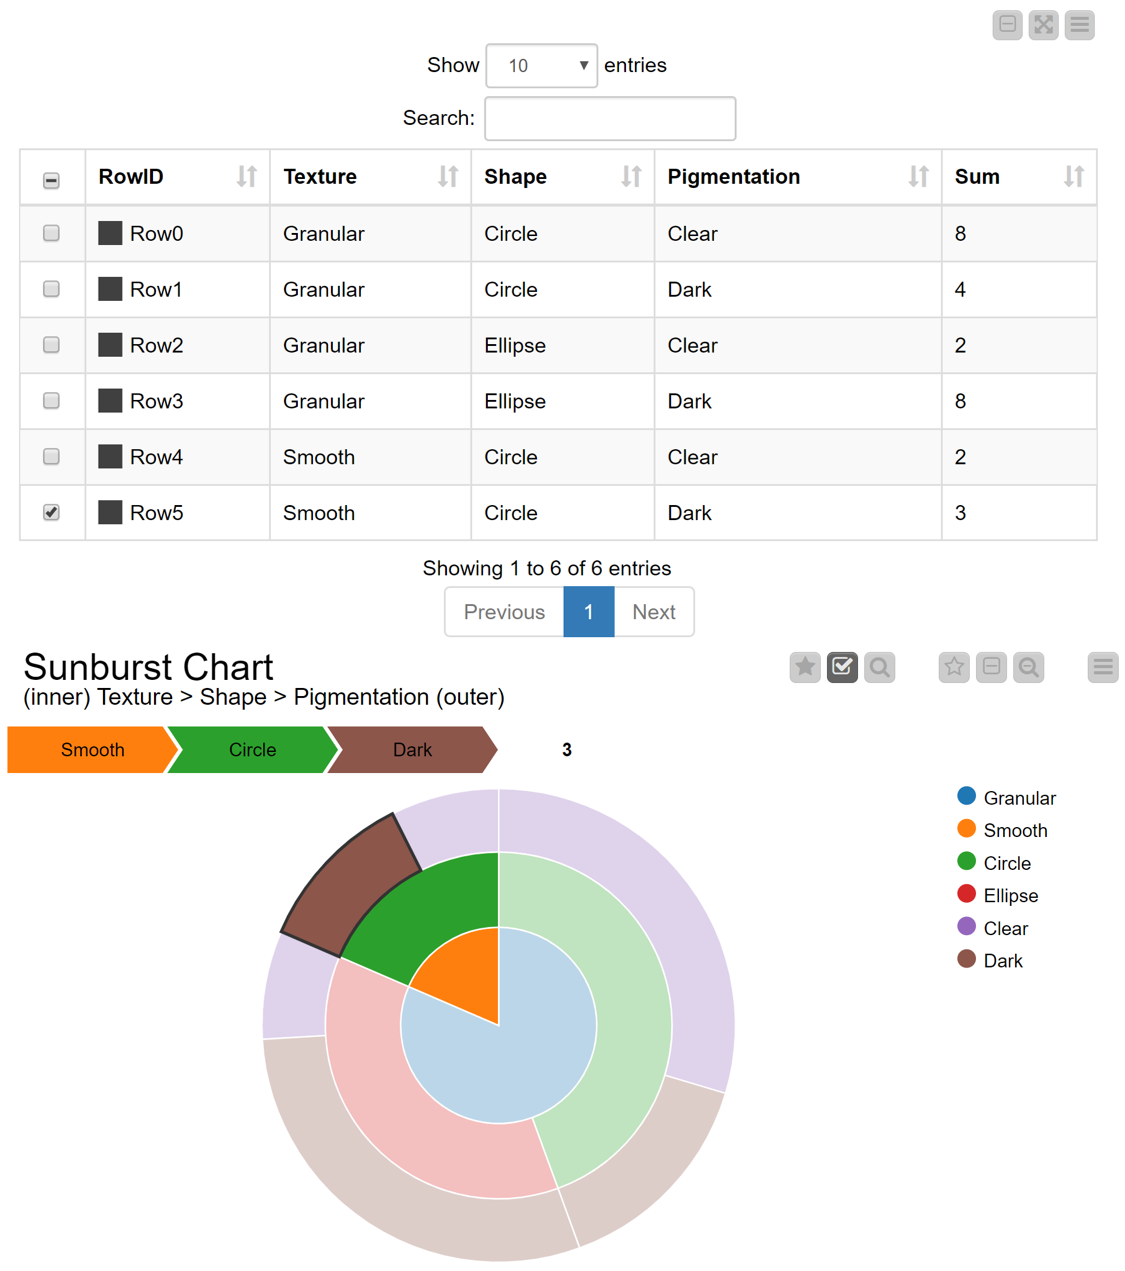 Show 10 entries
Search:
RowID Texture Shape Pigmentation Sum
Row0 Granular Circle Clear 8
Row1 Granular Circle Dark 4
Row2 Granular Ellipse Clear 2
Row3 Granular Ellipse Dark 8
Row4 Smooth Circle Clear 2
Row5 Smooth Circle Dark 3
Showing 1 to 6 of 6 entries
Previous 1 Next
Sunburst Chart
(inner) Texture > Shape > Pigmentation (outer)
Smooth Circle Dark 3
Granular
Smooth
Circle
Ellipse
Clear
Dark